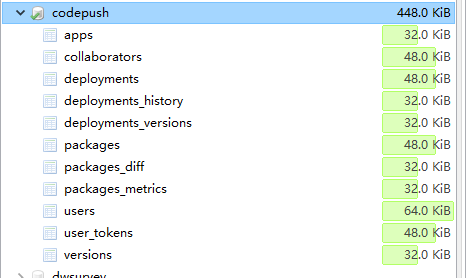 codepush 448.0 KiB
apps 32.0 KiB
collaborators 48.0 KiB
deployments 48.0 KiB
deployments_history 32.0 KiB
deployments_versions 32.0 KiB
packages 48.0 KiB
packages_diff 32.0 KiB
packages_metrics 32.0 KiB
users 64.0 KiB
user_tokens 48.0 KiB
versions 32.0 KiB
dwsurvey